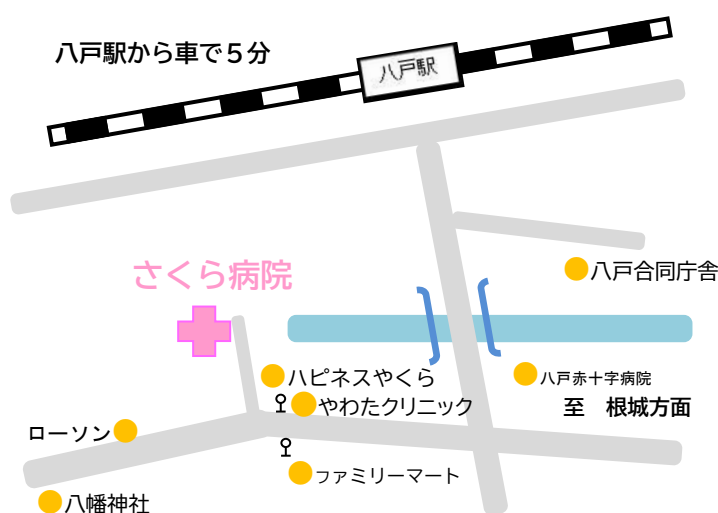 八戸駅から車で５分
八戸駅
さくら病院
八戸合同庁舎
ハピネスやくら
八戸赤十字病院
やわたクリニック
至　根城方面
ローソン
ファミリーマート
八幡神社